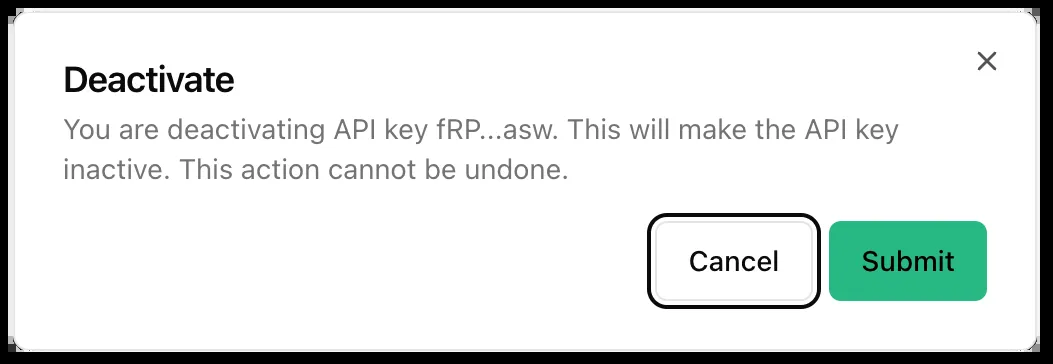 Deactivate
You are deactivating API key fRP...asw. This will make the API key
inactive. This action cannot be undone.
Cancel
Submit